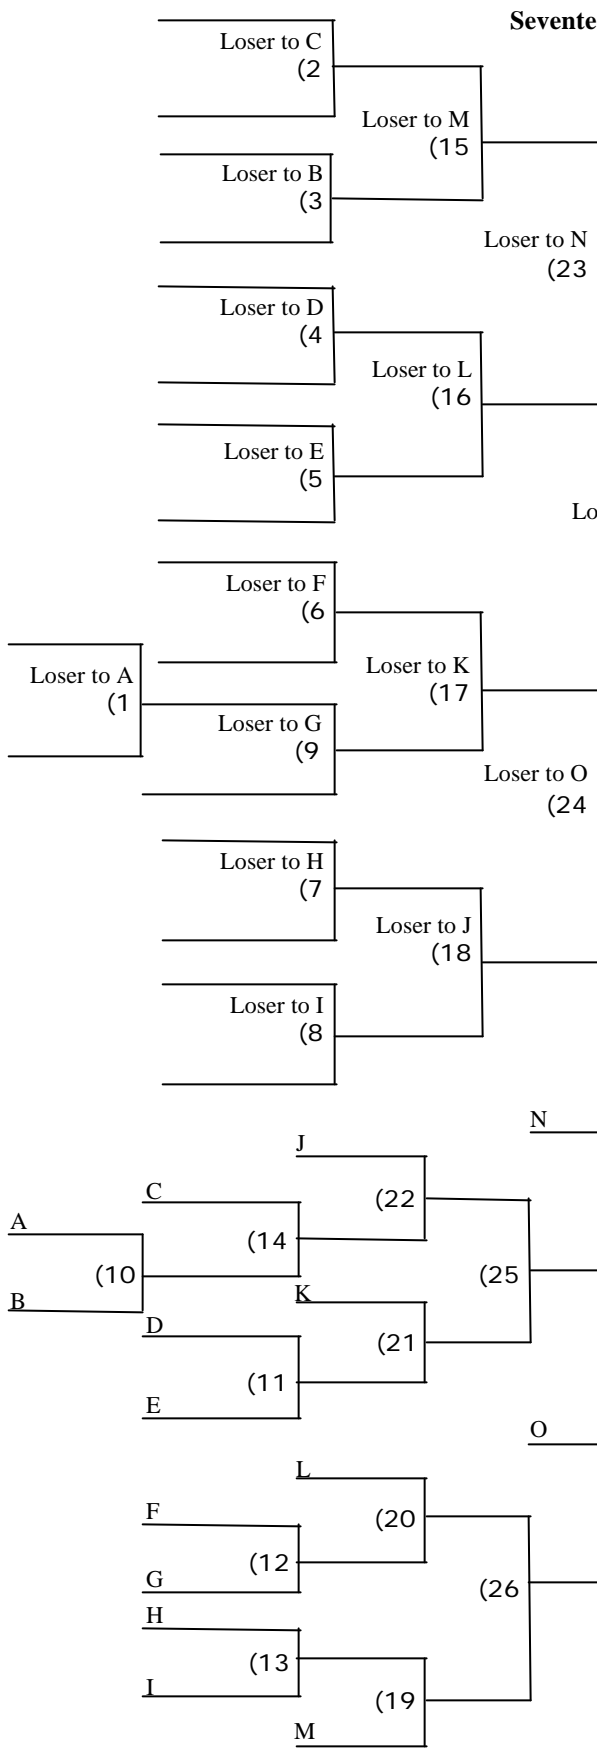 Sevente
Loser to C
(2
Loser to M
(15
Loser to B
(3
Loser to N
(23
Loser to D
(4
Loser to L
(16
Loser to E
(5
Lo
Loser to F
(6
Loser to A
(1
Loser to K
(17
Loser to G
(9
Loser to O
(24
Loser to H
(7
Loser to J
(18
Loser to I
(8
N
J
C
(22
A
(14
(10
(25
B
K
D
(21
(11
E
O
L
F
(20
(12
G
(26
H
(13
I
(19
M